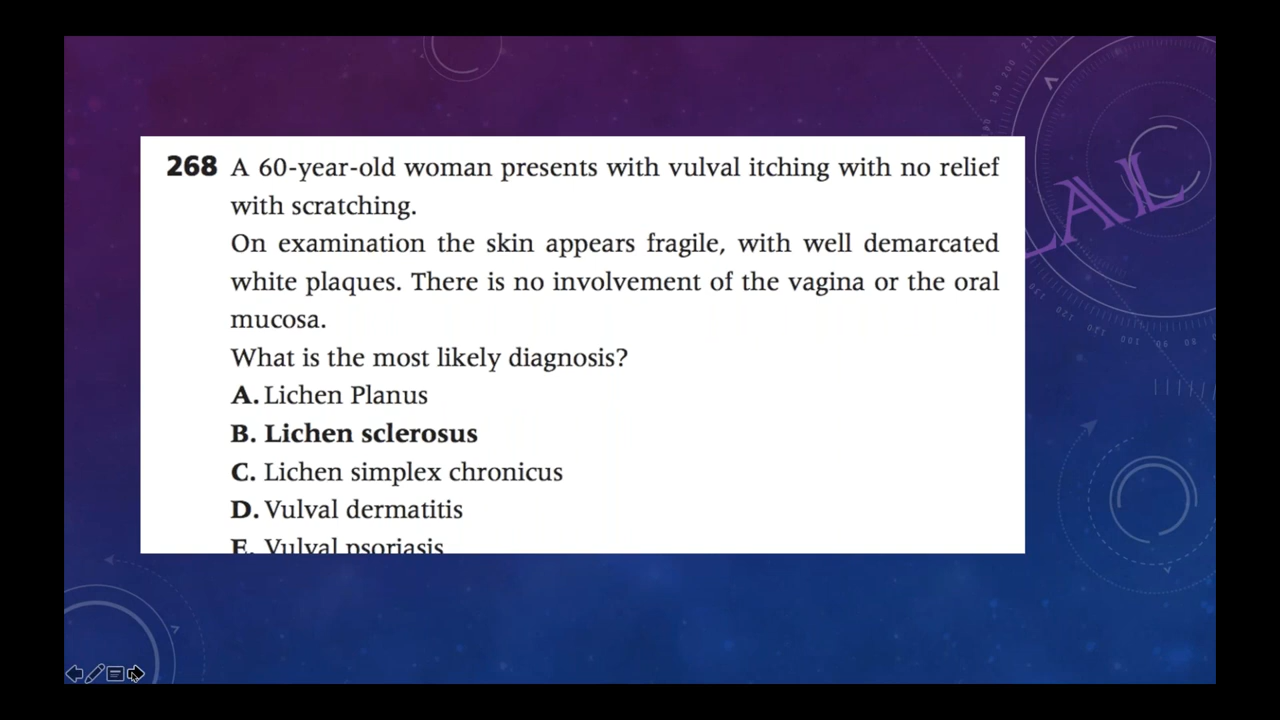 268 A 60-year-old woman presents with vulval itching with no relief
with scratching.
On examination the skin appears fragile, with well demarcated
white plaques. There is no involvement of the vagina or the oral
mucosa.
What is the most likely diagnosis?
A. Lichen Planus
B. Lichen sclerosus
C. Lichen simplex chronicus
D. Vulval dermatitis
E. Vulval psoriasis
LAL